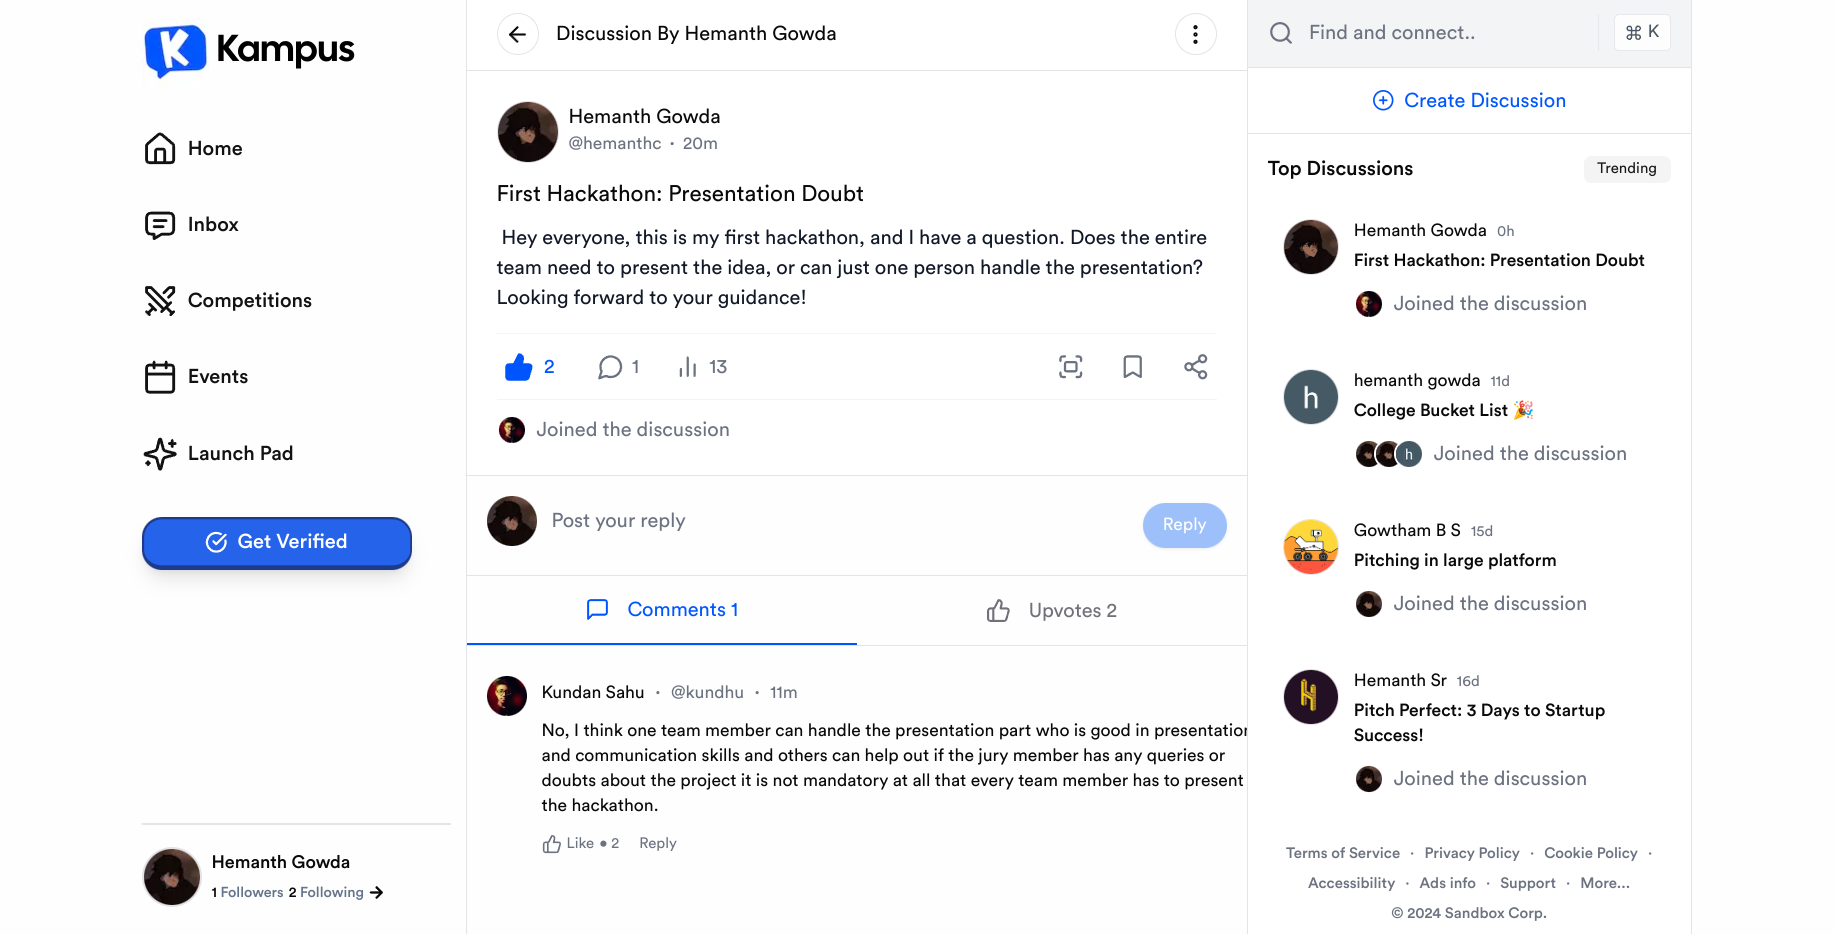 Kampus
Home
Inbox
Competitions
Events
Launch Pad
Get Verified
Hemanth Gowda
1 Followers 2 Following
Discussion By Hemanth Gowda
Hemanth Gowda
@hemanthc · 20m
First Hackathon: Presentation Doubt
Hey everyone, this is my first hackathon, and I have a question. Does the entire
team need to present the idea, or can just one person handle the presentation?
Looking forward to your guidance!
2 1 13
Joined the discussion
Post your reply
Reply
Comments 1
Upvotes 2
Kundan Sahu · @kundhu · 11m
No, I think one team member can handle the presentation part who is good in presentation
and communication skills and others can help out if the jury member has any queries or
doubts about the project it is not mandatory at all that every team member has to present
the hackathon.
Like • 2 Reply
Find and connect..
⌘ K
Create Discussion
Top Discussions
Trending
Hemanth Gowda 0h
First Hackathon: Presentation Doubt
Joined the discussion
h
hemanth gowda 11d
College Bucket List 🎉
h
Joined the discussion
Gowtham B S 15d
Pitching in large platform
Joined the discussion
Hemanth Sr 16d
Pitch Perfect: 3 Days to Startup
Success!
Joined the discussion
Terms of Service · Privacy Policy · Cookie Policy ·
Accessibility · Ads info · Support · More...
© 2024 Sandbox Corp.